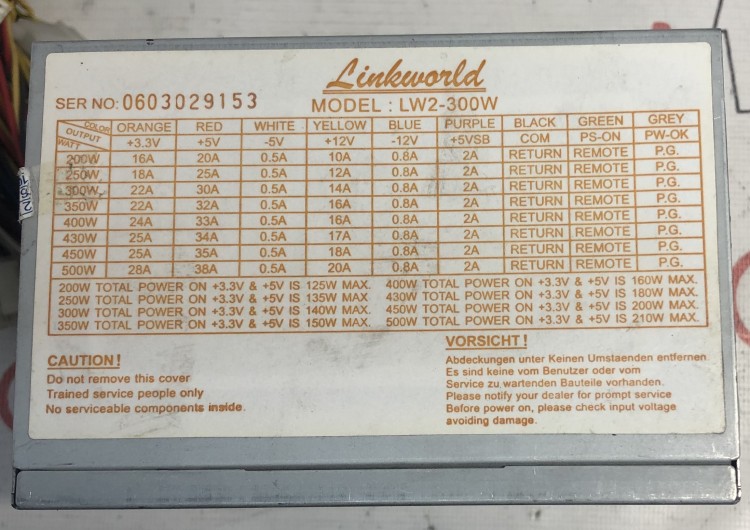 Linkworld
SER NO: 0603029153
MODEL : LW2-300W
COLOR ORANGE RED WHITE YELLOW BLUE PURPLE BLACK GREEN GREY
OUTPUT +3.3V +5V -5V +12V -12V +5VSB COM PS-ON PW-OK
WATT
200W 16A 20A 0.5A 10A 0.8A 2A RETURN REMOTE P.G.
250W 18A 25A 0.5A 12A 0.8A 2A RETURN REMOTE P.G.
300W 22A 30A 0.5A 14A 0.8A 2A RETURN REMOTE P.G.
350W 22A 32A 0.5A 16A 0.8A 2A RETURN REMOTE P.G.
400W 24A 33A 0.5A 16A 0.8A 2A RETURN REMOTE P.G.
430W 25A 34A 0.5A 17A 0.8A 2A RETURN REMOTE P.G.
450W 25A 35A 0.5A 18A 0.8A 2A RETURN REMOTE P.G.
500W 28A 38A 0.5A 20A 0.8A 2A RETURN REMOTE P.G.
200W TOTAL POWER ON +3.3V & +5V IS 125W MAX. 400W TOTAL POWER ON +3.3V & +5V IS 160W MAX.
250W TOTAL POWER ON +3.3V & +5V IS 135W MAX. 430W TOTAL POWER ON +3.3V & +5V IS 180W MAX.
300W TOTAL POWER ON +3.3V & +5V IS 140W MAX. 450W TOTAL POWER ON +3.3V & +5V IS 200W MAX.
350W TOTAL POWER ON +3.3V & +5V IS 150W MAX. 500W TOTAL POWER ON +3.3V & +5V IS 210W MAX.
CAUTION !
Do not remove this cover
Trained service people only
No serviceable components inside.
VORSICHT !
Abdeckungen unter Keinen Umstaenden entfernen.
Es sind keine vom Benutzer oder vom
Service zu wartenden Bauteile vorhanden.
Please notify your dealer for prompt service
Before power on, please check input voltage
avoiding damage.